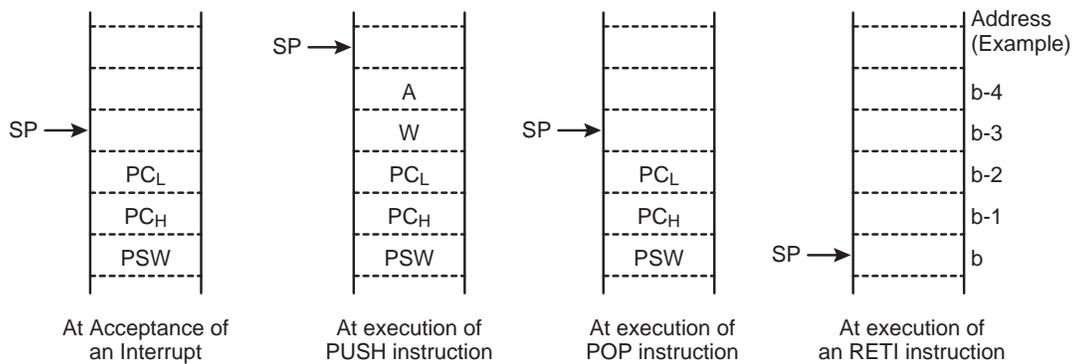 Address
(Example)
SP
A
b-4
SP
W
SP
b-3
PCL
PCL
PCL
b-2
PCH
PCH
PCH
b-1
PSW
PSW
PSW
SP
b
At Acceptance of
an Interrupt
At execution of
PUSH instruction
At execution of
POP instruction
At execution of
an RETI instruction